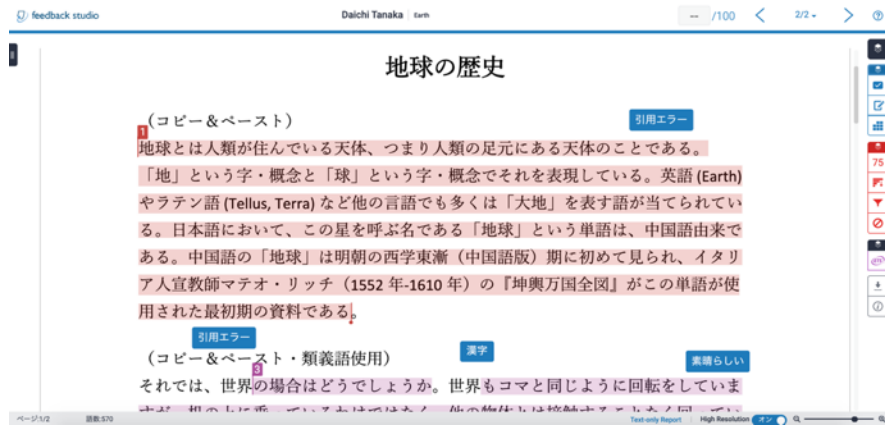 feedback studio
Daichi Tanaka Earth
-- /100
2/2
地球の歴史
（コピー＆ペースト）
引用エラー
1
地球とは人類が住んでいる天体、つまり人類の足元にある天体のことである。
「地」という字・概念と「球」という字・概念でそれを表現している。英語 (Earth)
やラテン語 (Tellus, Terra) など他の言語でも多くは「大地」を表す語が当てられてい
る。日本語において、この星を呼ぶ名である「地球」という単語は、中国語由来で
ある。中国語の「地球」は明朝の西学東漸（中国語版）期に初めて見られ、イタリ
ア人宣教師マテオ・リッチ（1552 年-1610 年）の『坤輿万国全図』がこの単語が使
用された最初期の資料である。
引用エラー
（コピー＆ペースト・類義語使用）
漢字
素晴らしい
3
それでは、世界の場合はどうでしょうか。世界もコマと同じように回転をしていま
75
ページ:1/2
語数:570
Text-only Report
High Resolution
オン